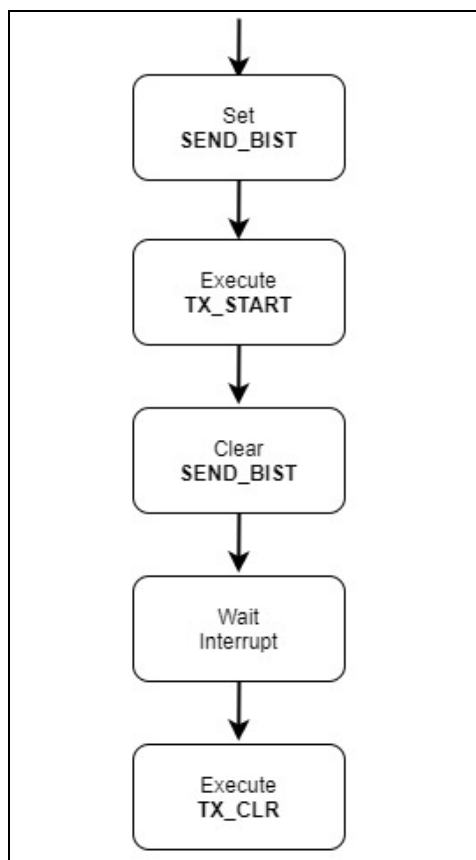 Set
SEND_BIST
Execute
TX_START
Clear
SEND_BIST
Wait
Interrupt
Execute
TX_CLR